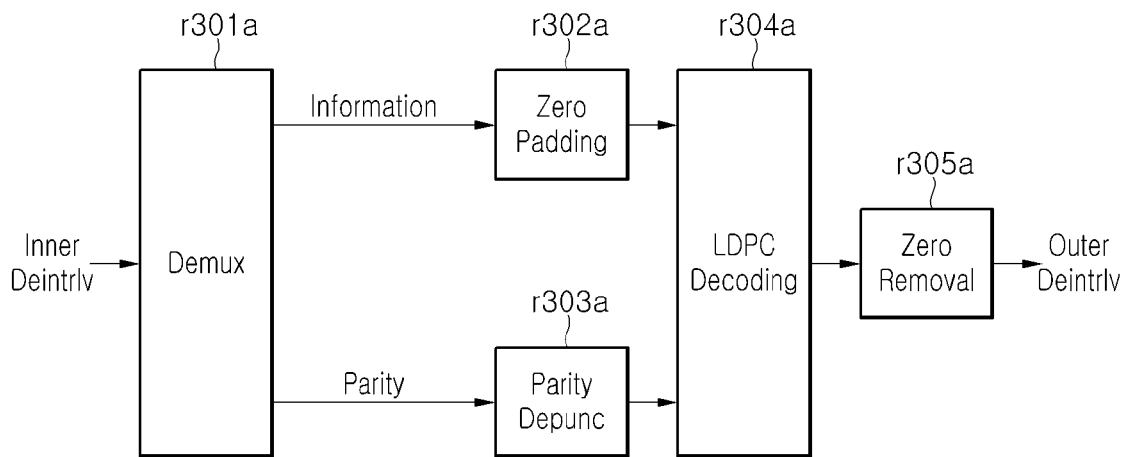 r301a
r302a
r304a
Information
Zero
Padding
r305a
Inner
Deintrlv
Demux
LDPC
Decoding
Zero
Removal
Outer
Deintrlv
r303a
Parity
Parity
Depunc